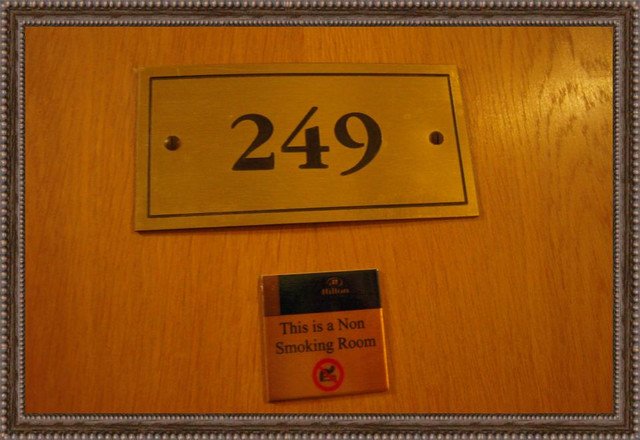 249
Hilton
This is a Non
Smoking Room